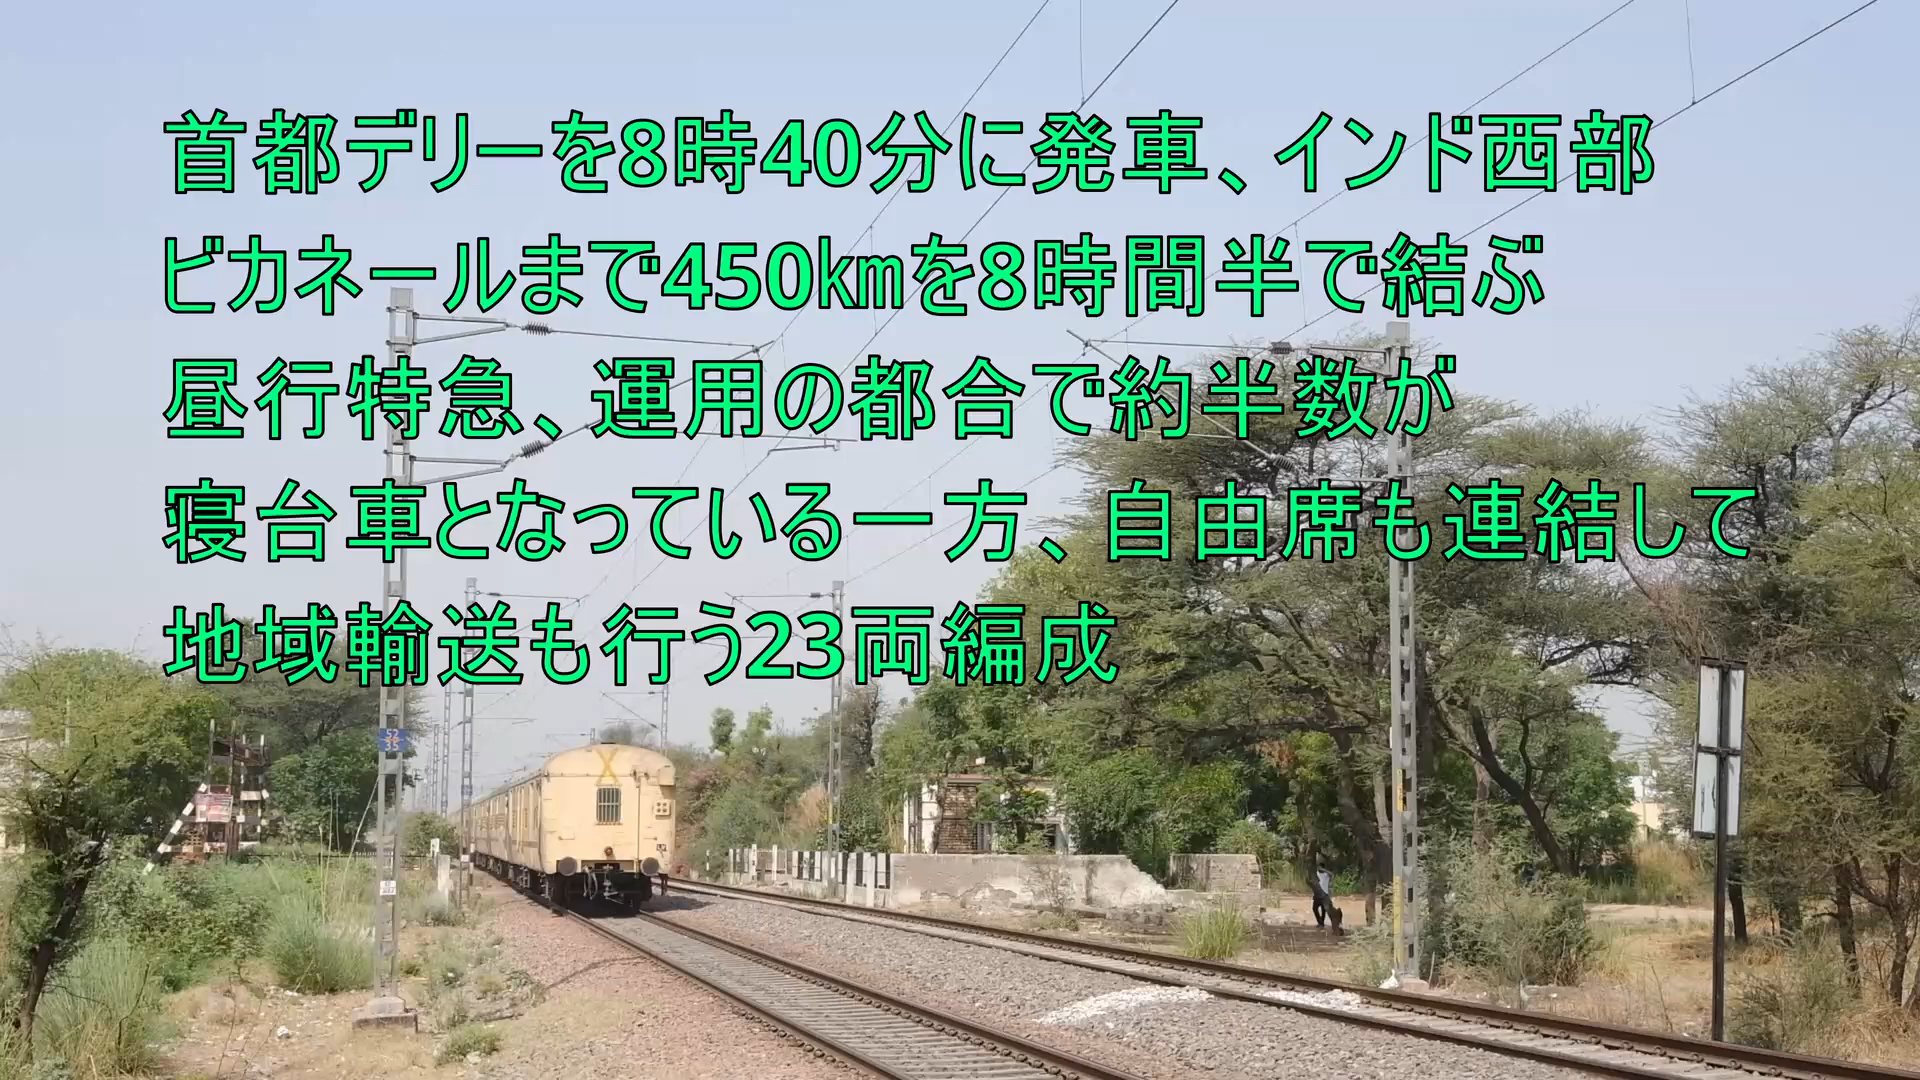 首都デリーを8時40分に発車、インド西部
ビカネールまで450㎞を8時間半で結ぶ
昼行特急、運用の都合で約半数が
寝台車となっている一方、自由席も連結して
地域輸送も行う23両編成
52
35
X